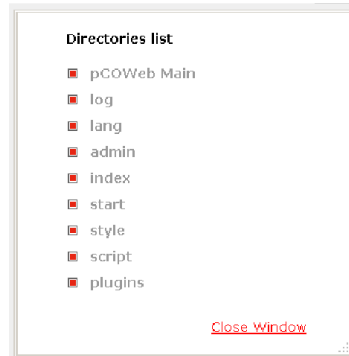 Directories list
pCOWeb Main
log
lang
admin
index
start
style
script
plugins
Close Window